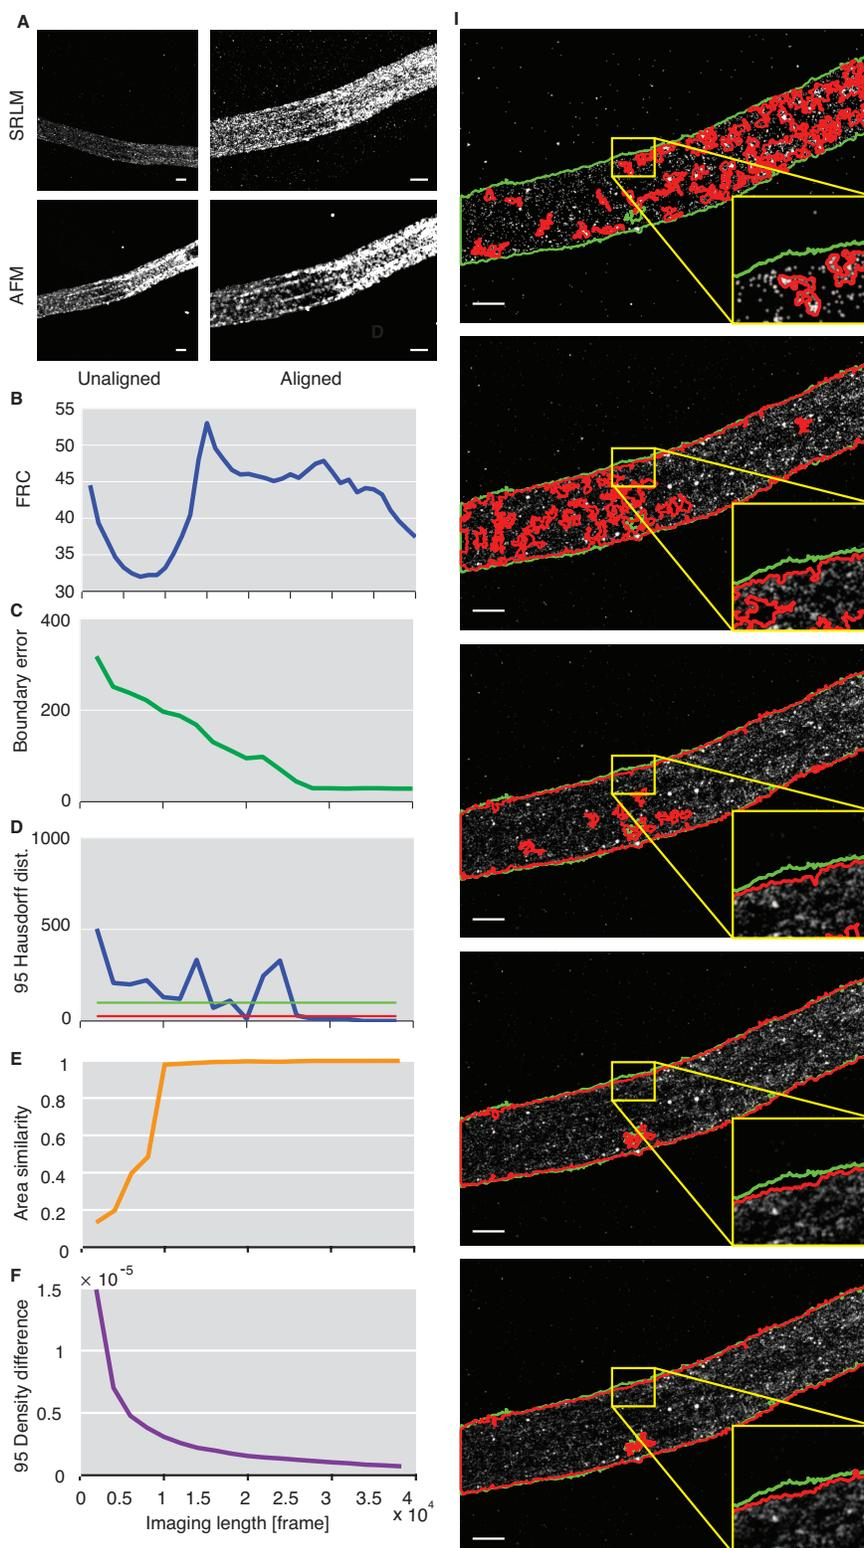 A
SRLM
AFM
D
Unaligned
Aligned
B
55
50
45
40
35
30
FRC
C
400
200
0
Boundary error
D
1000
500
0
95 Hausdorff dist.
E
1
0.8
0.6
0.4
0.2
0
Area similarity
F
× 10-5
1.5
1
0.5
0
95 Density difference
0 0.5 1 1.5 2 2.5 3 3.5 4
x 10⁴
Imaging length [frame]
I